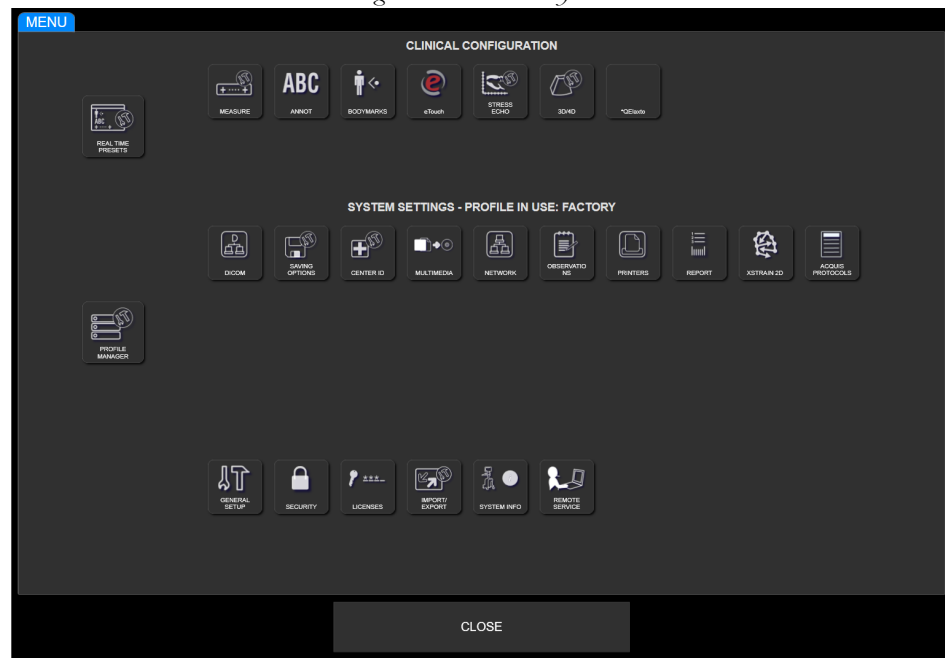 MENU
CLINICAL CONFIGURATION
MEASURE
ABC
ANNOT
BODYMARKS
e
eTouch
STRESS
ECHO
3D/4D
*QElaxto
ABC
REAL TIME
PRESETS
SYSTEM SETTINGS - PROFILE IN USE: FACTORY
D
DICOM
SAVING
OPTIONS
CENTER ID
MULTIMEDIA
NETWORK
OBSERVATIO
NS
PRINTERS
REPORT
XSTRAIN 2D
ACQUIS
PROTOCOLS
PROFILE
MANAGER
GENERAL
SETUP
SECURITY
***_
LICENSES
IMPORT/
EXPORT
SYSTEM INFO
REMOTE
SERVICE
CLOSE